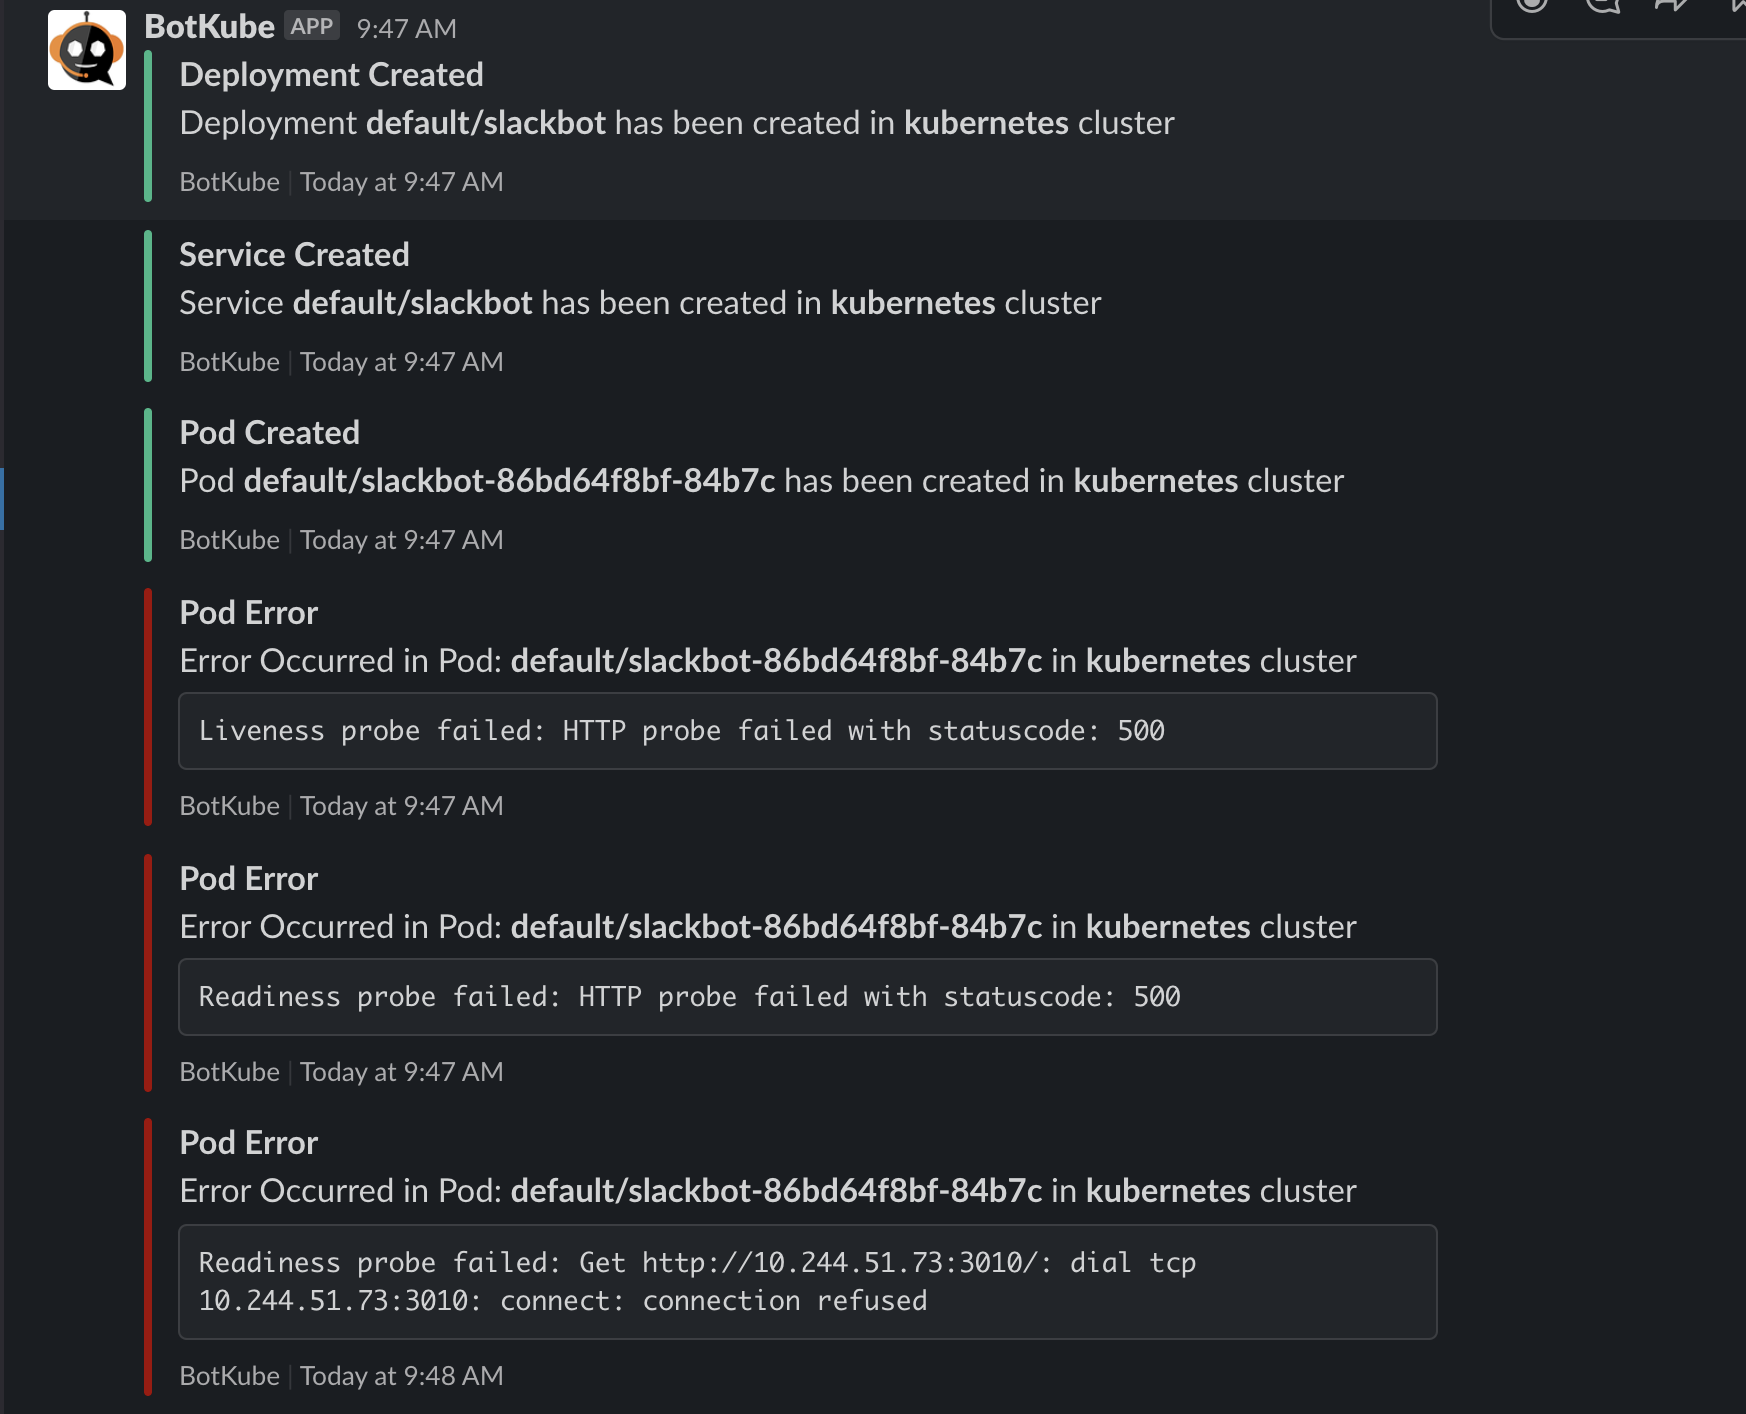 BotKube APP 9:47 AM
Deployment Created
Deployment default/slackbot has been created in kubernetes cluster
BotKube | Today at 9:47 AM
Service Created
Service default/slackbot has been created in kubernetes cluster
BotKube | Today at 9:47 AM
Pod Created
Pod default/slackbot-86bd64f8bf-84b7c has been created in kubernetes cluster
BotKube | Today at 9:47 AM
Pod Error
Error Occurred in Pod: default/slackbot-86bd64f8bf-84b7c in kubernetes cluster
Liveness probe failed: HTTP probe failed with statuscode: 500
BotKube | Today at 9:47 AM
Pod Error
Error Occurred in Pod: default/slackbot-86bd64f8bf-84b7c in kubernetes cluster
Readiness probe failed: HTTP probe failed with statuscode: 500
BotKube | Today at 9:47 AM
Pod Error
Error Occurred in Pod: default/slackbot-86bd64f8bf-84b7c in kubernetes cluster
Readiness probe failed: Get http://10.244.51.73:3010/: dial tcp
10.244.51.73:3010: connect: connection refused
BotKube | Today at 9:48 AM